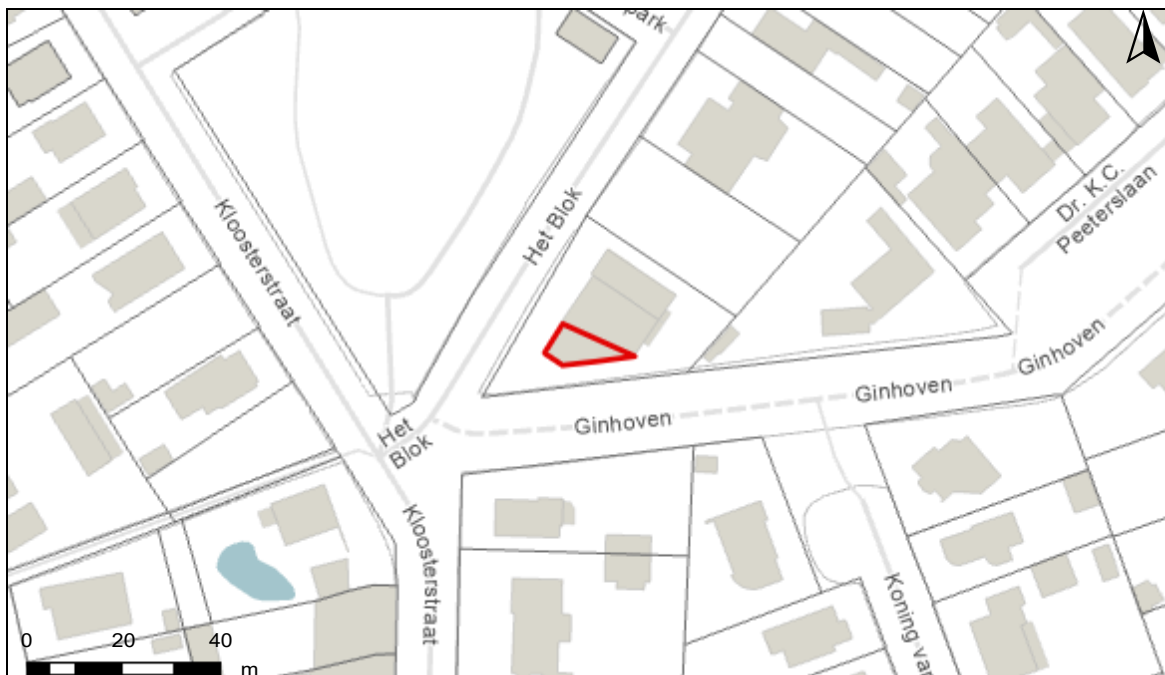 park
Het Blok
Kloosterstraat
Dr. K.C.
Peeterslaan
Ginhoven
Ginhoven
Ginhoven
Het
Blok
Kloosterstraat
Koning van
0 20 40
m